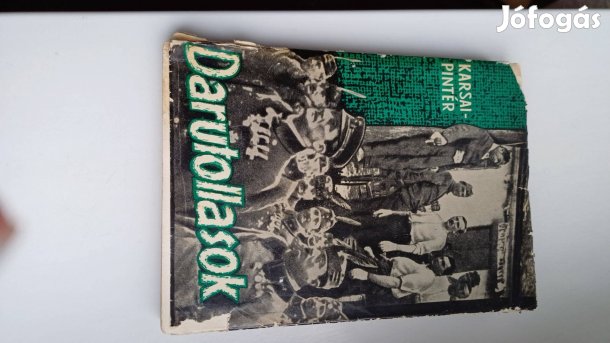 Jófogás
KARSAI-
PINTÉR
Darutollasok